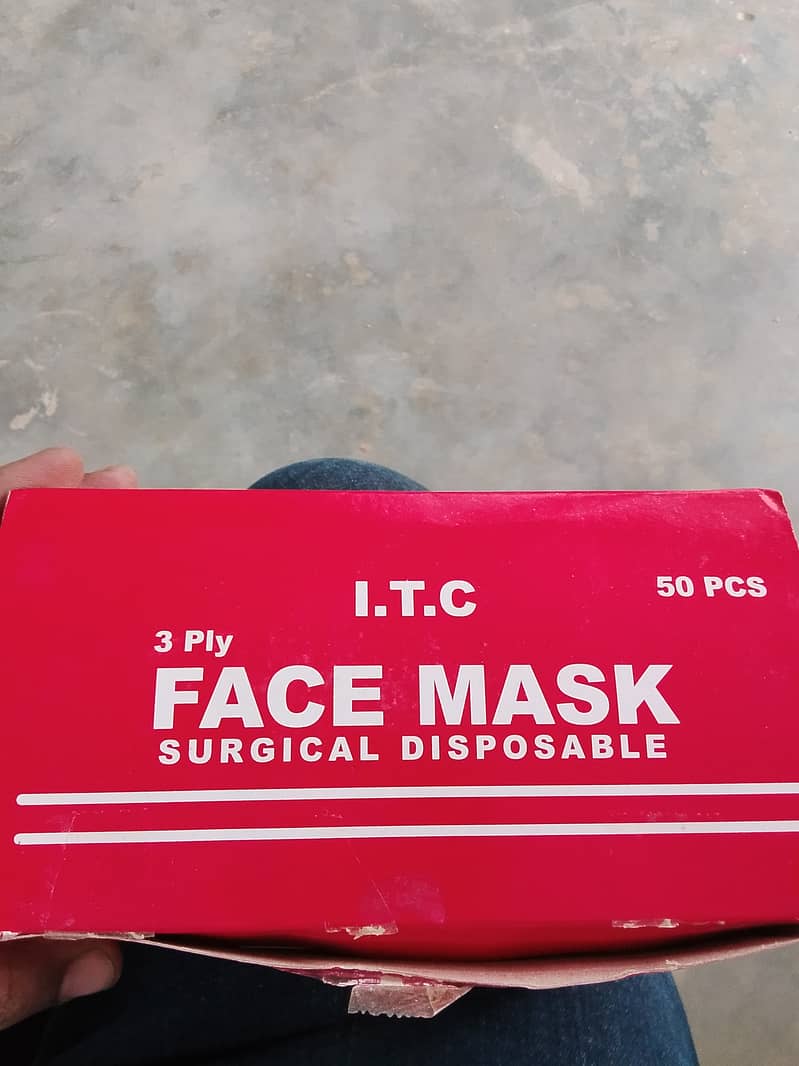 I.T.C
50 PCS
3 Ply
FACE MASK
SURGICAL DISPOSABLE